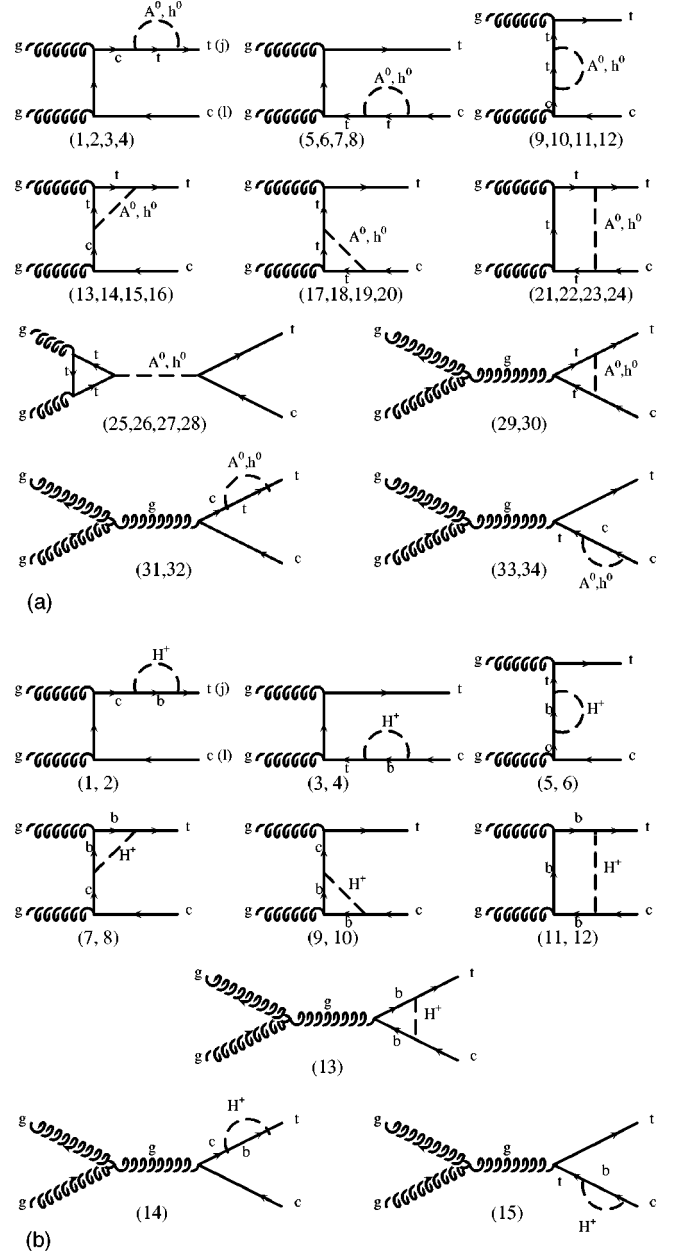 A⁰, h⁰
g
c
t
t (j)
g
c (l)
(1,2,3,4)
g
t
A⁰, h⁰
g
t
t
c
(5,6,7,8)
g
t
t
t
A⁰, h⁰
c
g
c
(9,10,11,12)
g
t
t
t
A⁰, h⁰
c
g
c
(13,14,15,16)
g
t
t
A⁰, h⁰
t
g
t
c
(17,18,19,20)
g
t
t
t
A⁰, h⁰
g
t
c
(21,22,23,24)
g
t
t
t
A⁰, h⁰
t
g
c
(25,26,27,28)
g
g
t
t
A⁰,h⁰
t
g
c
(29,30)
g
g
A⁰,h⁰
c
t
t
g
c
(31,32)
g
g
t
t
c
g
A⁰,h⁰
c
(33,34)
(a)
H⁺
g
c
b
t (j)
g
c (l)
(1, 2)
g
t
H⁺
g
t
b
c
(3, 4)
g
t
t
b
H⁺
c
g
c
(5, 6)
g
b
t
b
H⁺
c
g
c
(7, 8)
g
t
c
H⁺
b
g
b
c
(9, 10)
g
b
t
b
H⁺
g
b
c
(11, 12)
g
g
b
t
H⁺
b
g
c
(13)
g
g
H⁺
c
b
t
g
c
(14)
g
g
t
t
b
g
H⁺
c
(15)
(b)